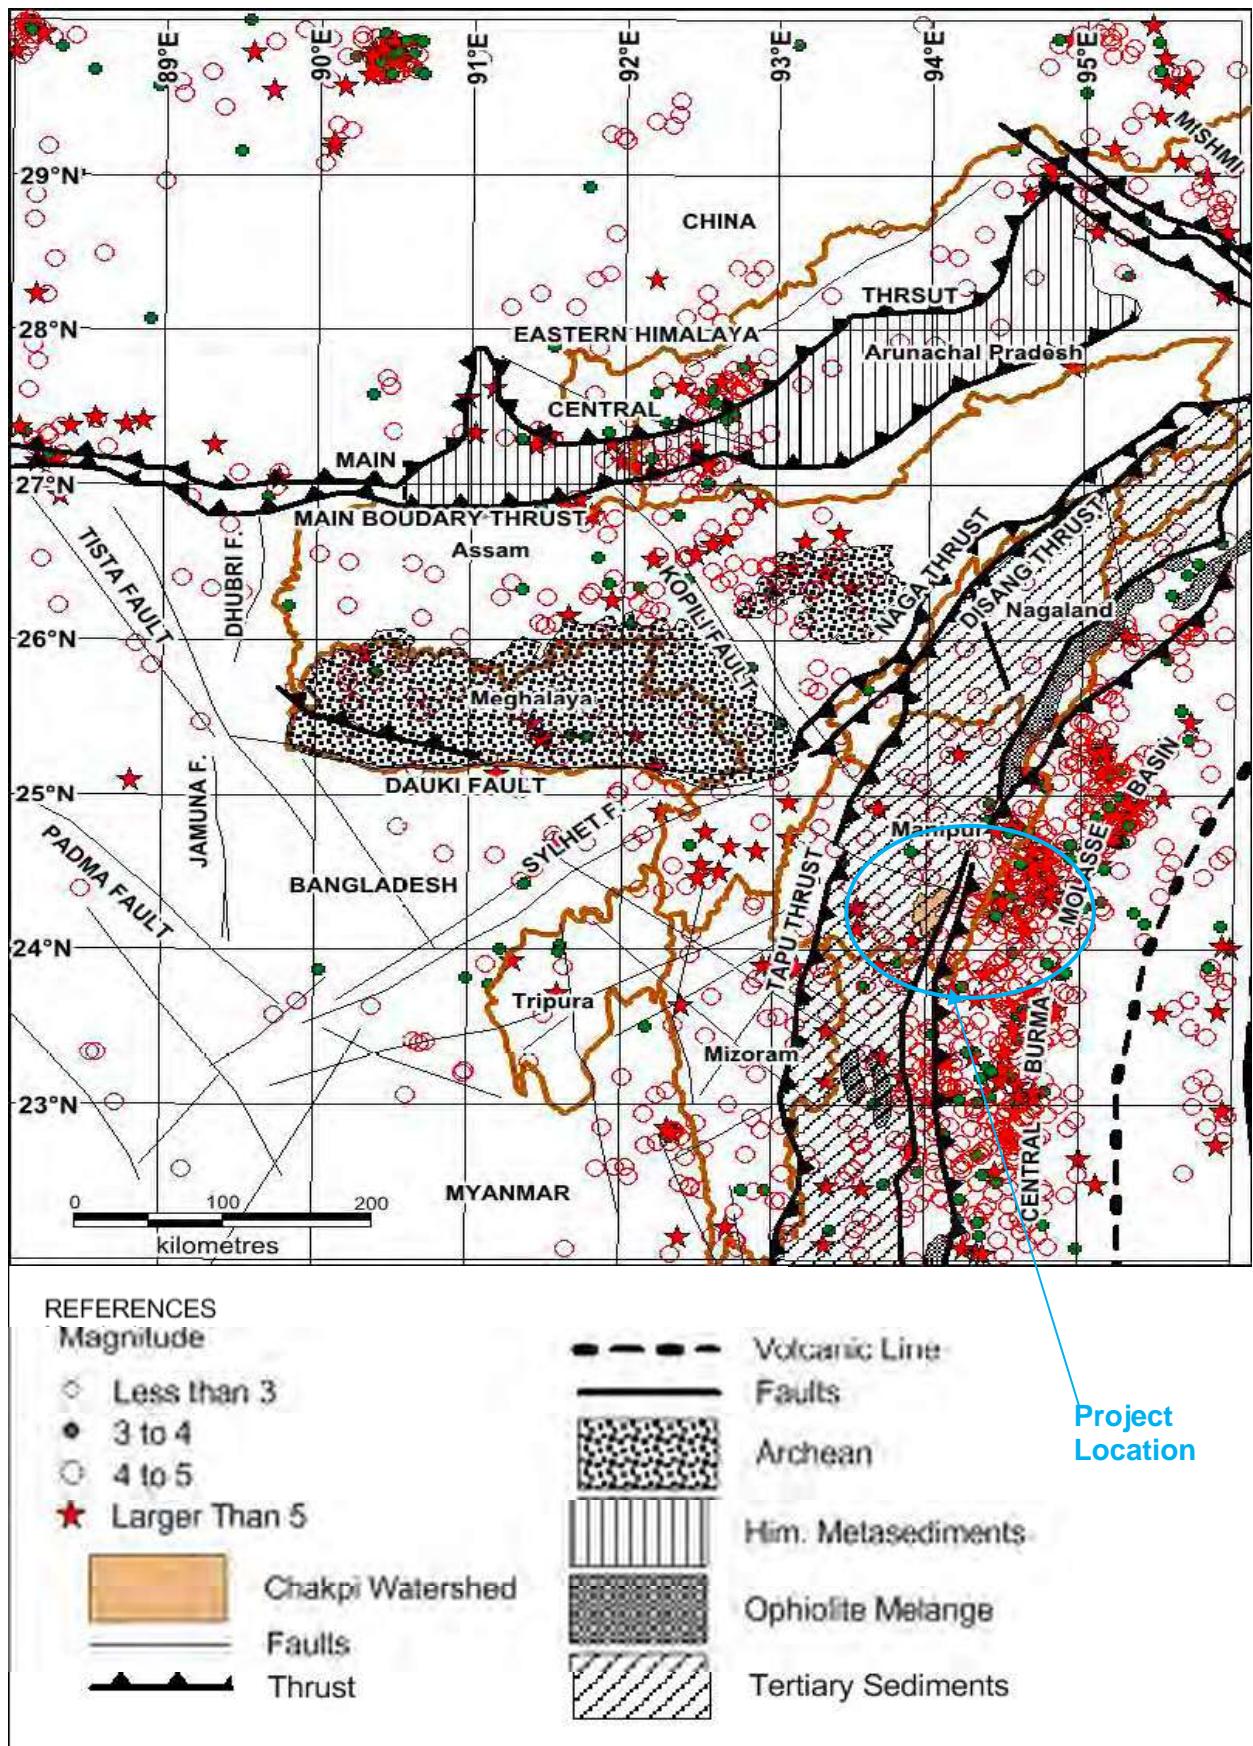 89°E
90°E
91°E
92°E
93°E
94°E
95°E
MISHMI
29°N
CHINA
THRSUT
28°N
EASTERN HIMALAYA
Arunachal Pradesh
CENTRAL
MAIN
27°N
MAIN BOUDARY THRUST
Assam
TISTA FAULT
DHUBRI F.
KOPILI FAULT
NAGA THRUST
DISANG THRUST
Nagaland
26°N
Meghalaya
DAUKI FAULT
25°N
JAMUNA F.
PADMA FAULT
SYLHET F.
BANGLADESH
Manipur
TAPU THRUST
CENTRAL BURMA MOLASSE BASIN
24°N
Tripura
Mizoram
23°N
MYANMAR
0 100 200
kilometres
REFERENCES
Magnitude
Less than 3
3 to 4
4 to 5
Larger Than 5
Chakpi Watershed
Faults
Thrust
Volcanic Line
Faults
Archean
Him. Metasediments
Ophiolite Melange
Tertiary Sediments
Project
Location